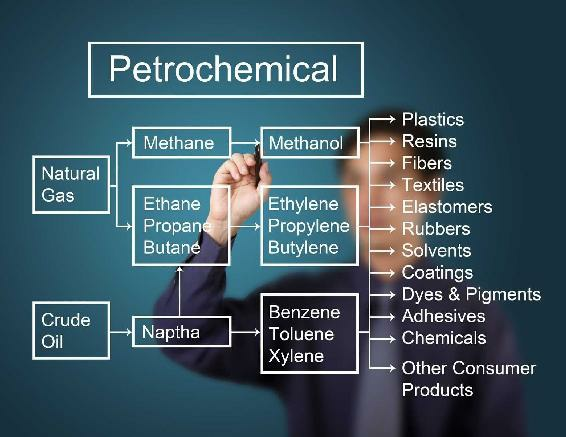 Petrochemical
Natural
Gas
Methane
Methanol
Ethane
Propane
Butane
Ethylene
Propylene
Butylene
Crude
Oil
Naptha
Benzene
Toluene
Xylene
Plastics
Resins
Fibers
Textiles
Elastomers
Rubbers
Solvents
Coatings
Dyes & Pigments
Adhesives
Chemicals
Other Consumer
Products